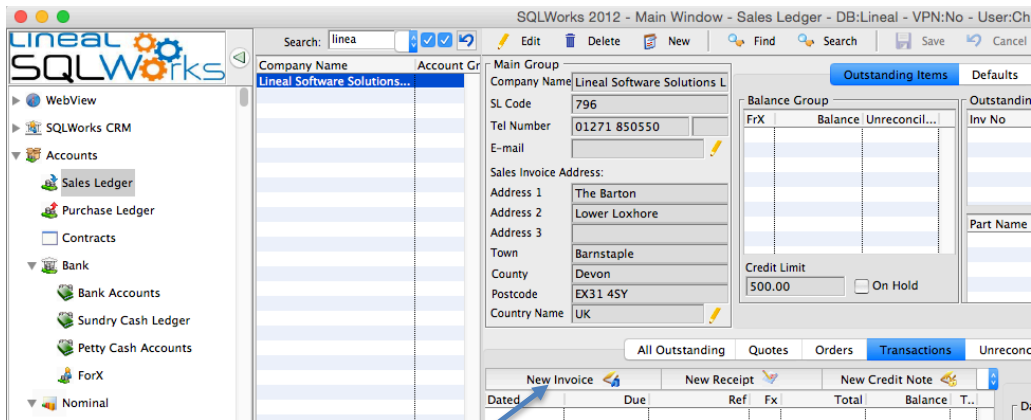 SQLWorks 2012 - Main Window - Sales Ledger - DB:Lineal - VPN:No - User:Ch
LINEAL
SQLWorks
Search: linea
Edit Delete New Find Search Save Cancel
WebView
SQLWorks CRM
Accounts
Sales Ledger
Purchase Ledger
Contracts
Bank
Bank Accounts
Sundry Cash Ledger
Petty Cash Accounts
ForX
Nominal
Company Name Account Gr
Lineal Software Solutions...
Main Group
Company Name Lineal Software Solutions L
SL Code 796
Tel Number 01271 850550
E-mail
Sales Invoice Address:
Address 1 The Barton
Address 2 Lower Loxhore
Address 3
Town Barnstaple
County Devon
Postcode EX31 4SY
Country Name UK
Outstanding Items Defaults
Balance Group
FrX Balance Unreconcil...
Credit Limit
500.00 On Hold
Outstandin
Inv No
Part Name
All Outstanding Quotes Orders Transactions Unreconc
New Invoice New Receipt New Credit Note
Dated Due Ref Fx Total Balance T..